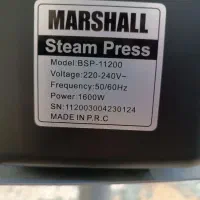 MARSHALL
Steam Press
Model:BSP-11200
Voltage:220-240V~
Frequency:50/60Hz
Power:1600W
SN:112003004230124
MADE IN P.R.C